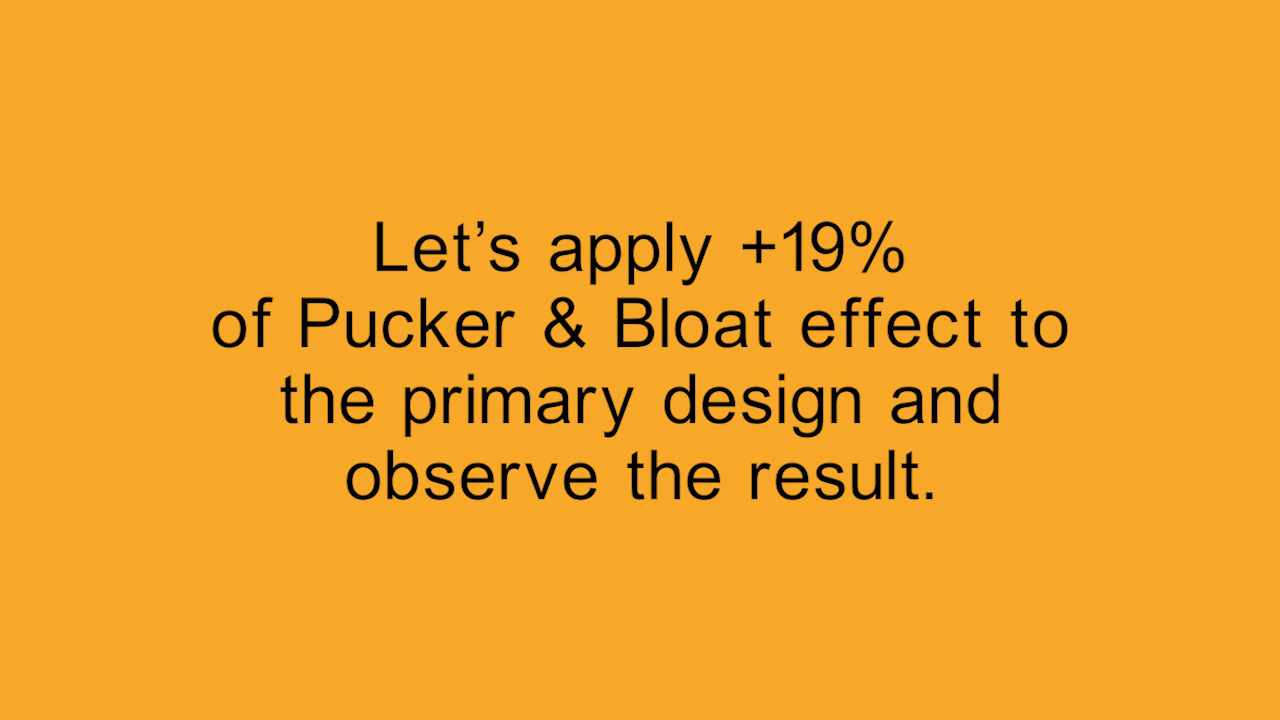 Let’s apply +19%
of Pucker & Bloat effect to
the primary design and
observe the result.